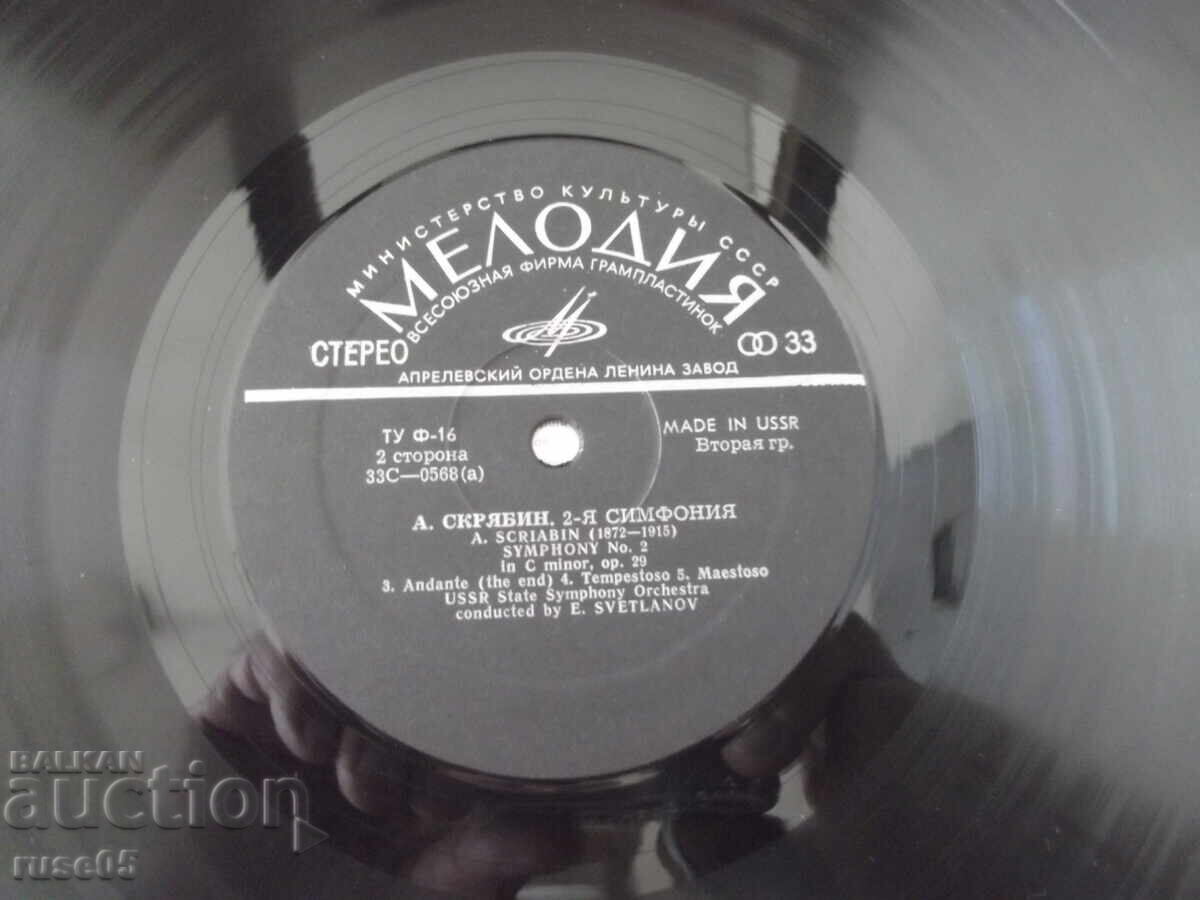 МИНИСТЕРСТВО КУЛЬТУРЫ СССР
МЕЛОДИЯ
ВСЕСОЮЗНАЯ ФИРМА ГРАМПЛАСТИНОК
СТЕРЕО
33
АПРЕЛЕВСКИЙ ОРДЕНА ЛЕНИНА ЗАВОД
ТУ Ф-16
2 сторона
33С—0568(а)
MADE IN USSR
Вторая гр.
А. СКРЯБИН. 2-Я СИМФОНИЯ
A. SCRIABIN (1872—1915)
SYMPHONY No. 2
in C minor, op. 29
3. Andante (the end) 4. Tempestoso 5. Maestoso
USSR State Symphony Orchestra
conducted by E. SVETLANOV
BALKAN
auction
ruse05